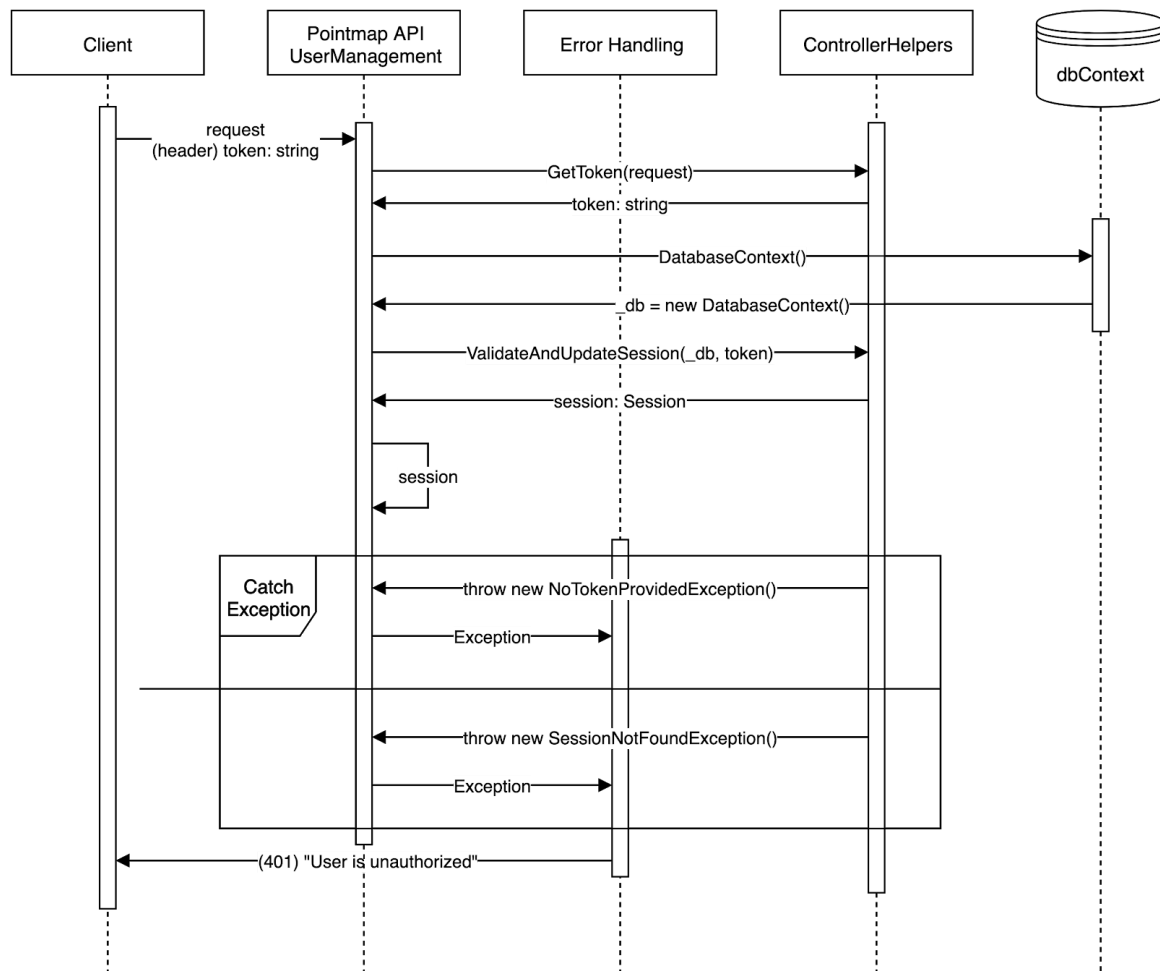 Client
Pointmap API
UserManagement
Error Handling
ControllerHelpers
dbContext
request
(header) token: string
GetToken(request)
token: string
DatabaseContext()
_db = new DatabaseContext()
ValidateAndUpdateSession(_db, token)
session: Session
session
Catch
Exception
throw new NoTokenProvidedException()
Exception
throw new SessionNotFoundException()
Exception
(401) "User is unauthorized"